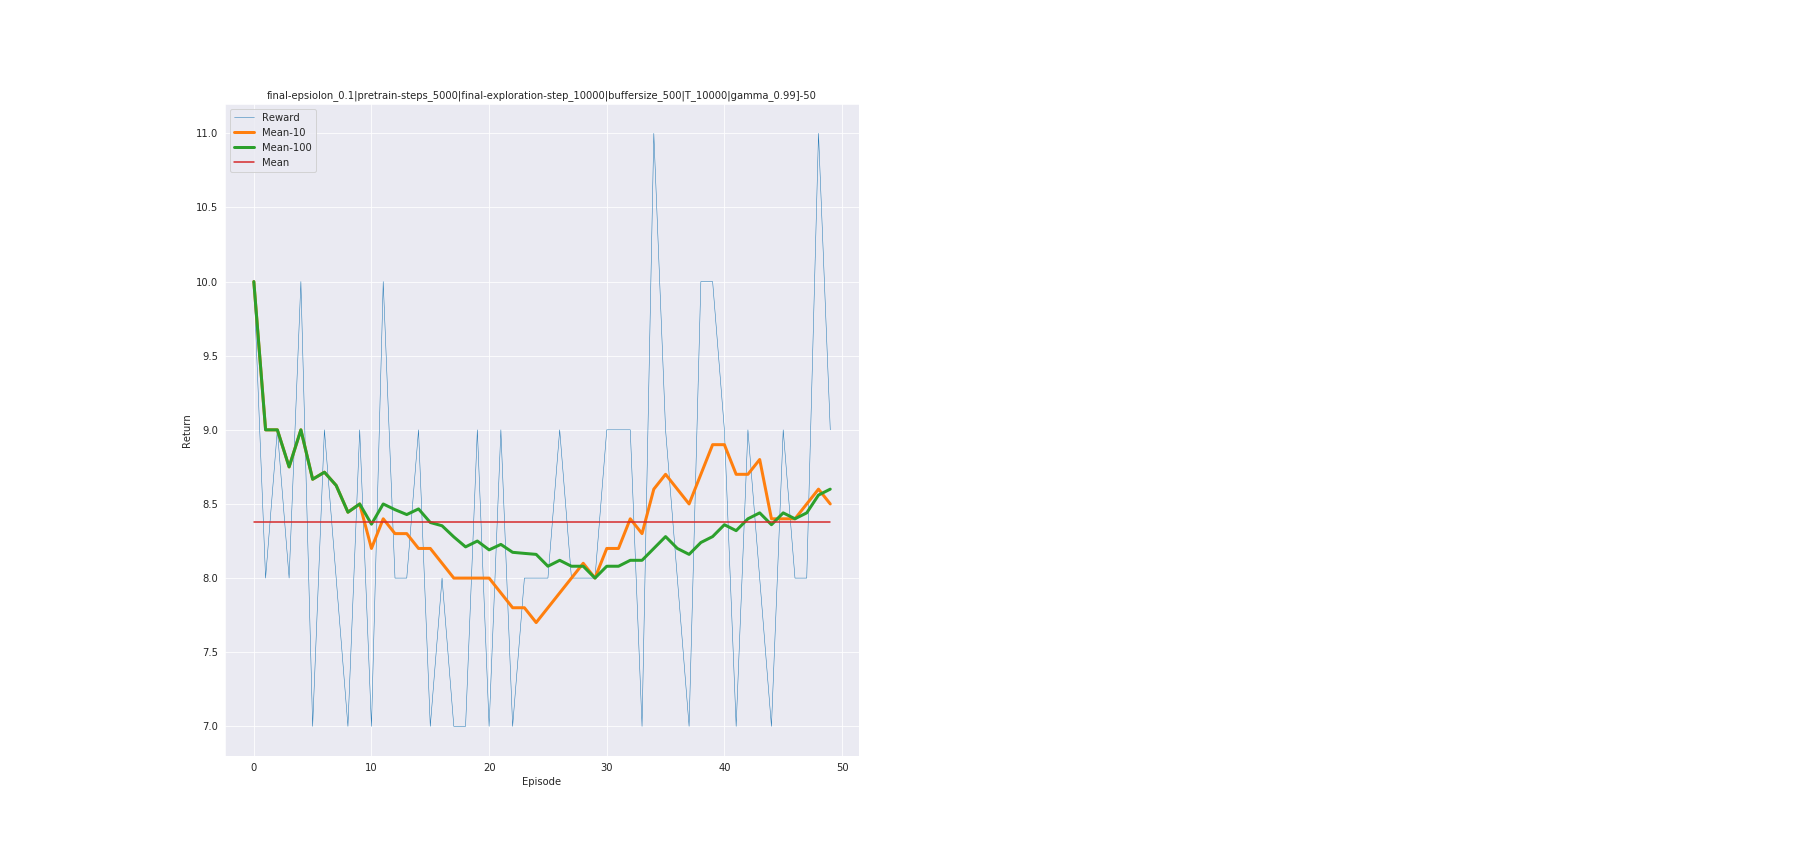 final-epsiolon_0.1|pretrain-steps_5000|final-exploration-step_10000|buffersize_500|T_10000|gamma_0.99]-50
Reward
Mean-10
Mean-100
Mean
11.0
10.5
10.0
9.5
9.0
8.5
8.0
7.5
7.0
Return
0 10 20 30 40 50
Episode